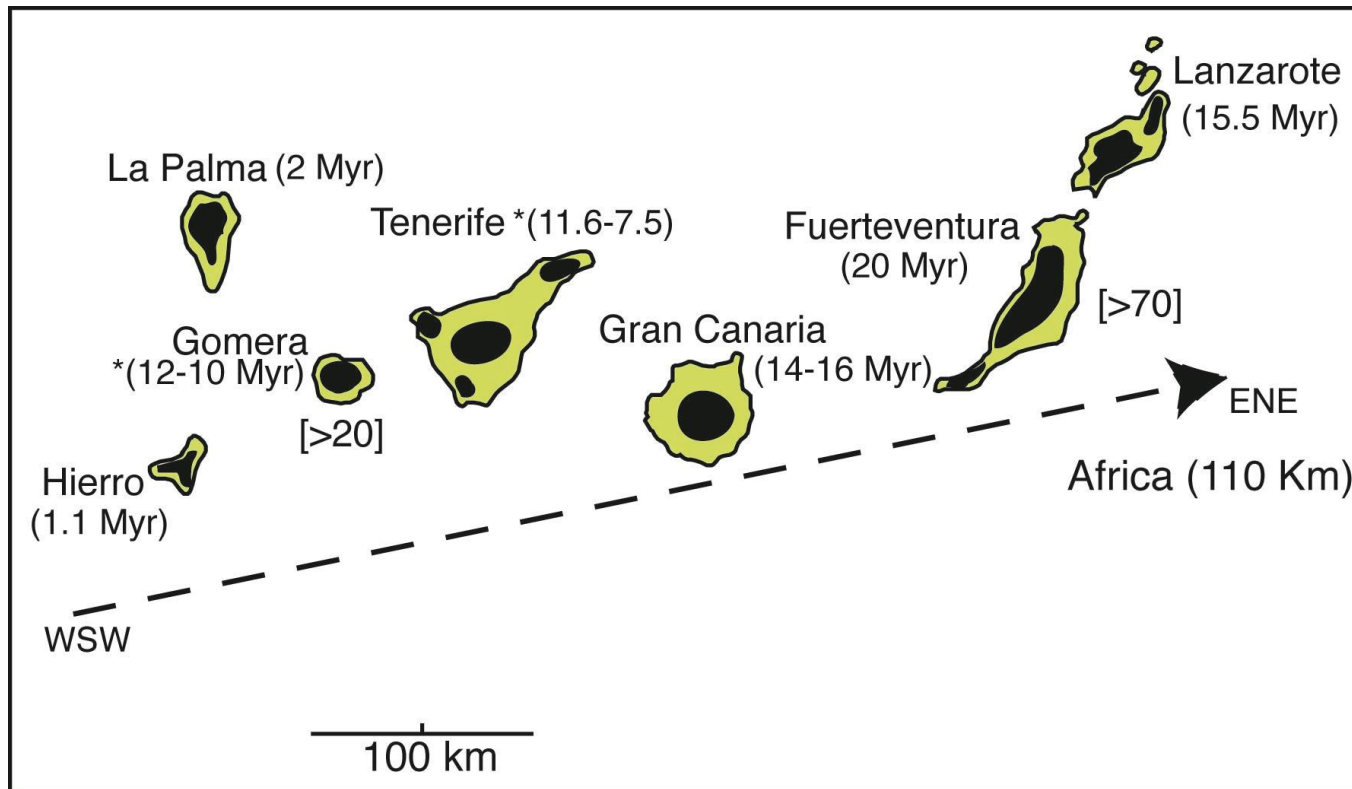 Lanzarote
(15.5 Myr)
La Palma (2 Myr)
Tenerife *(11.6-7.5)
Fuerteventura
(20 Myr)
[>70]
Gomera
*(12-10 Myr)
[>20]
Gran Canaria
(14-16 Myr)
ENE
Africa (110 Km)
Hierro
(1.1 Myr)
WSW
100 km